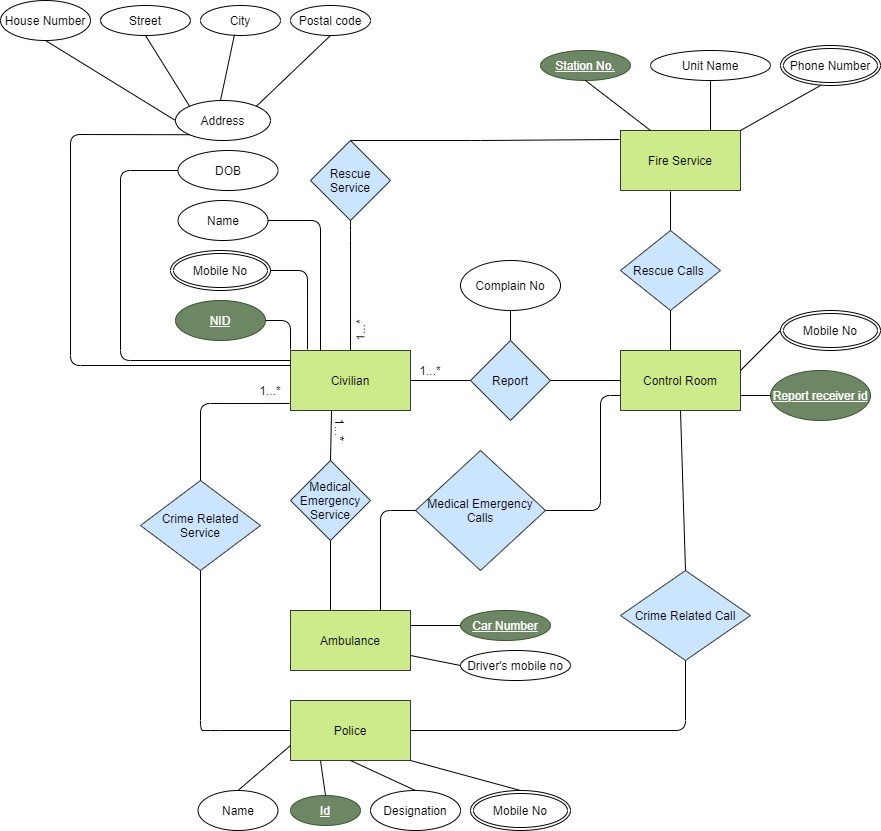 House Number
Street
City
Postal code
Station No.
Unit Name
Phone Number
Address
Fire Service
DOB
Rescue
Service
Name
Mobile No
Rescue Calls
Complain No
NID
1...*
Mobile No
Civilian
1...*
Report
Control Room
1...*
Report receiver id
1...*
Medical
Emergency
Service
Medical Emergency
Calls
Crime Related
Service
Crime Related Call
Car Number
Ambulance
Driver's mobile no
Police
Name
Id
Designation
Mobile No